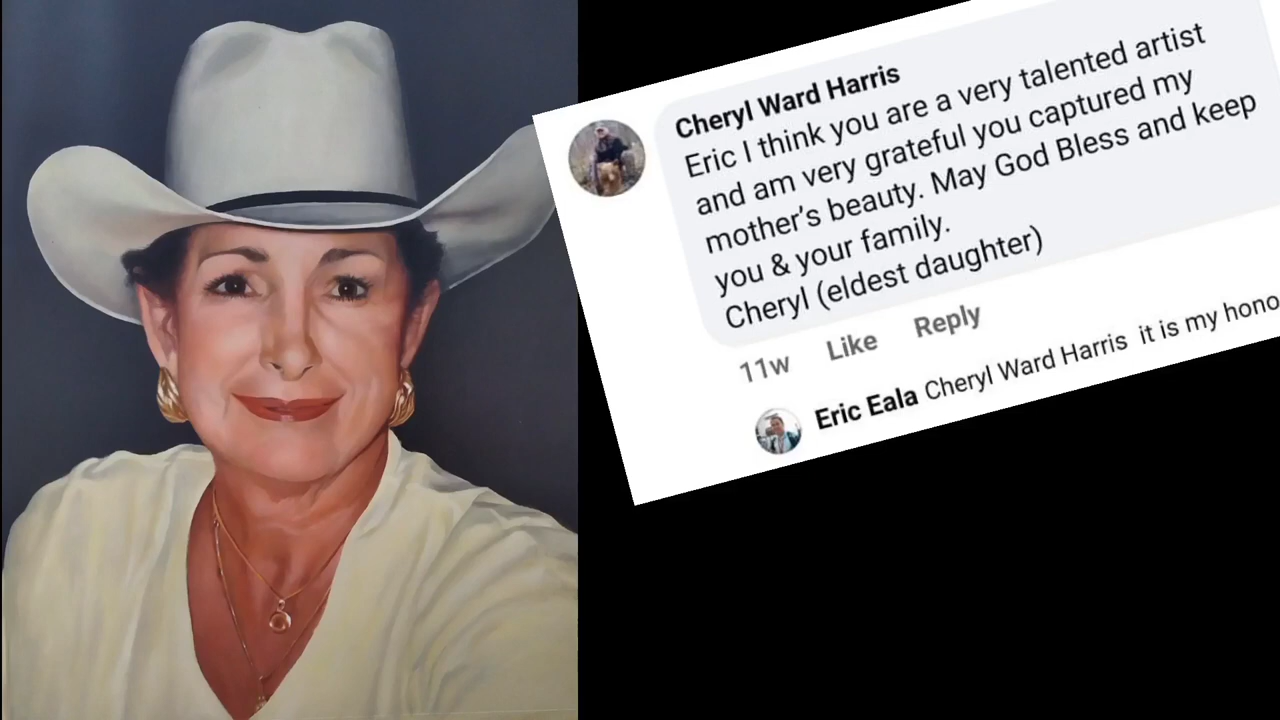 Cheryl Ward Harris
Eric I think you are a very talented artist
and am very grateful you captured my
mother's beauty. May God Bless and keep
you & your family.
Cheryl (eldest daughter)
11w Like Reply
Eric Eala Cheryl Ward Harris it is my hono